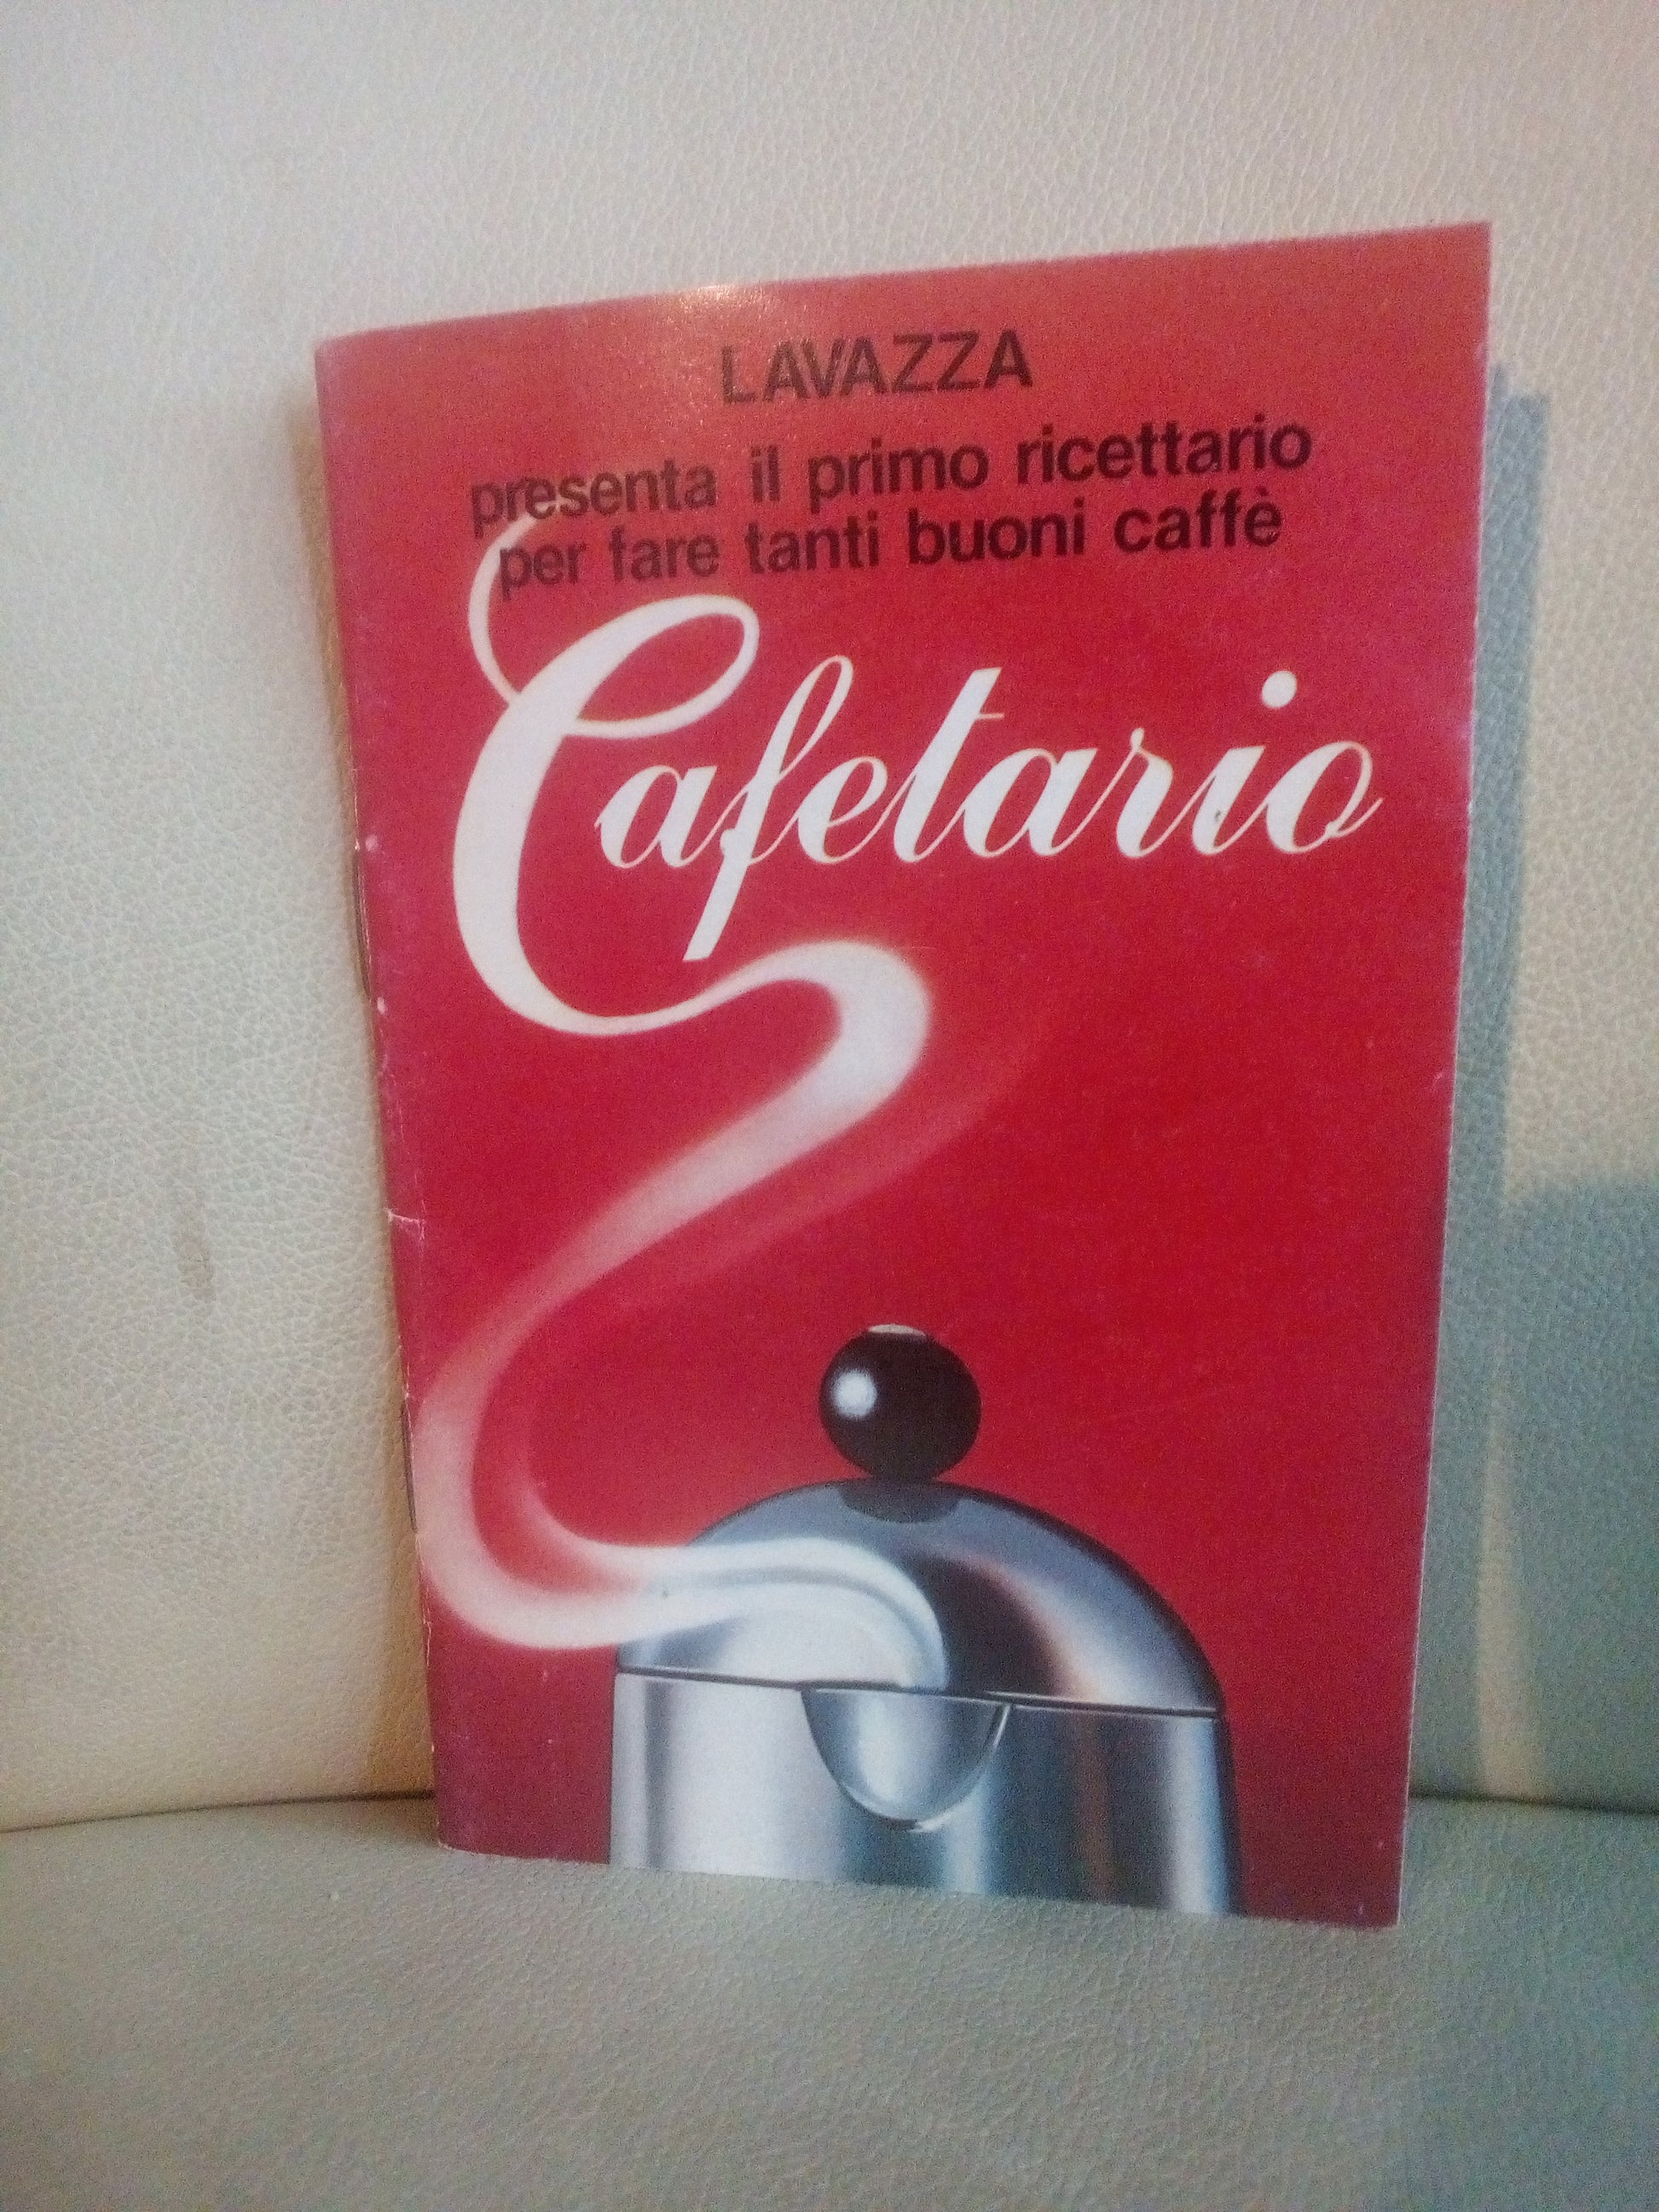 LAVAZZA
presenta il primo ricettario
per fare tanti buoni caffè
Cafetario